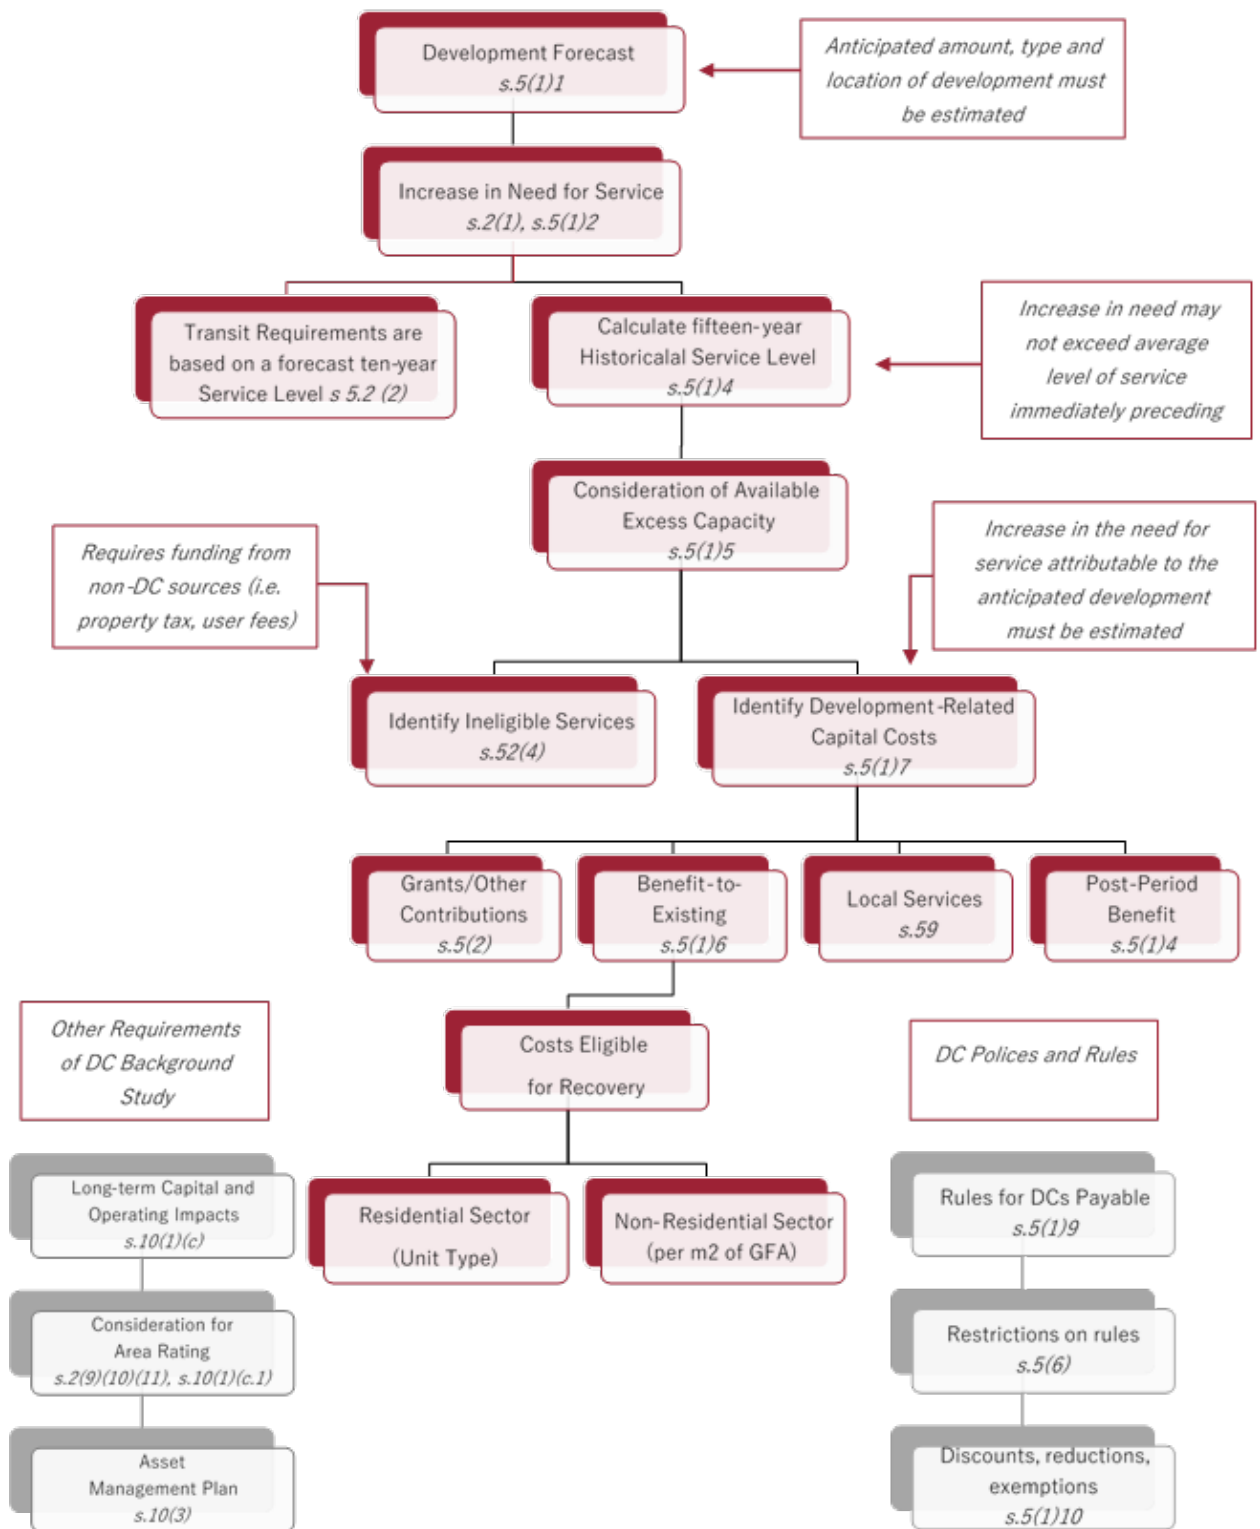 Development Forecast
s.5(1)1
Anticipated amount, type and
location of development must
be estimated
Increase in Need for Service
s.2(1), s.5(1)2
Transit Requirements are
based on a forecast ten-year
Service Level s 5.2 (2)
Calculate fifteen-year
Historicalal Service Level
s.5(1)4
Increase in need may
not exceed average
level of service
immediately preceding
Consideration of Available
Excess Capacity
s.5(1)5
Requires funding from
non-DC sources (i.e.
property tax, user fees)
Increase in the need for
service attributable to the
anticipated development
must be estimated
Identify Ineligible Services
s.52(4)
Identify Development-Related
Capital Costs
s.5(1)7
Grants/Other
Contributions
s.5(2)
Benefit-to-
Existing
s.5(1)6
Local Services
s.59
Post-Period
Benefit
s.5(1)4
Other Requirements
of DC Background
Study
Costs Eligible
for Recovery
DC Polices and Rules
Long-term Capital and
Operating Impacts
s.10(1)(c)
Residential Sector
(Unit Type)
Non-Residential Sector
(per m2 of GFA)
Rules for DCs Payable
s.5(1)9
Consideration for
Area Rating
s.2(9)(10)(11), s.10(1)(c.1)
Restrictions on rules
s.5(6)
Asset
Management Plan
s.10(3)
Discounts, reductions,
exemptions
s.5(1)10